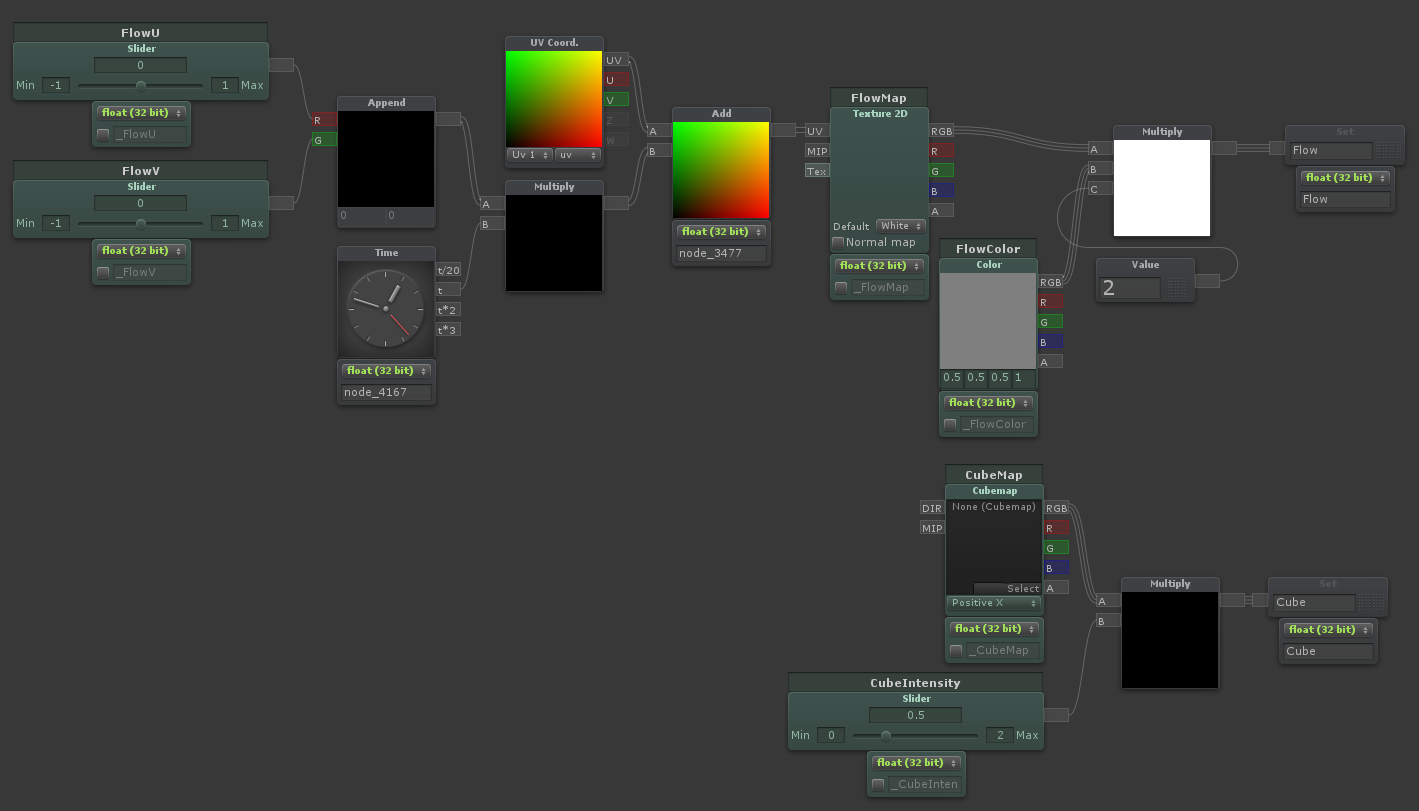 FlowU
Slider
0
Min -1 1 Max
float (32 bit)
_FlowU
FlowV
Slider
0
Min -1 1 Max
float (32 bit)
_FlowV
Append
R
G
0 0
Time
t/20
t
t*2
t*3
float (32 bit)
node_4167
UV Coord.
UV
U
V
Z
W
Uv 1 uv
Multiply
A
B
Add
A
B
float (32 bit)
node_3477
FlowMap
Texture 2D
UV RGB
MIP R
Tex G
B
A
Default White
Normal map
float (32 bit)
_FlowMap
FlowColor
Color
RGB
R
G
B
A
0.5 0.5 0.5 1
float (32 bit)
_FlowColor
Multiply
A
B
C
Value
2
Set
Flow
float (32 bit)
Flow
CubeMap
Cubemap
None (Cubemap)
DIR RGB
MIP R
G
B
Select A
Positive X
float (32 bit)
_CubeMap
CubeIntensity
Slider
0.5
Min 0 2 Max
float (32 bit)
_CubeInten
Multiply
A
B
Set
Cube
float (32 bit)
Cube